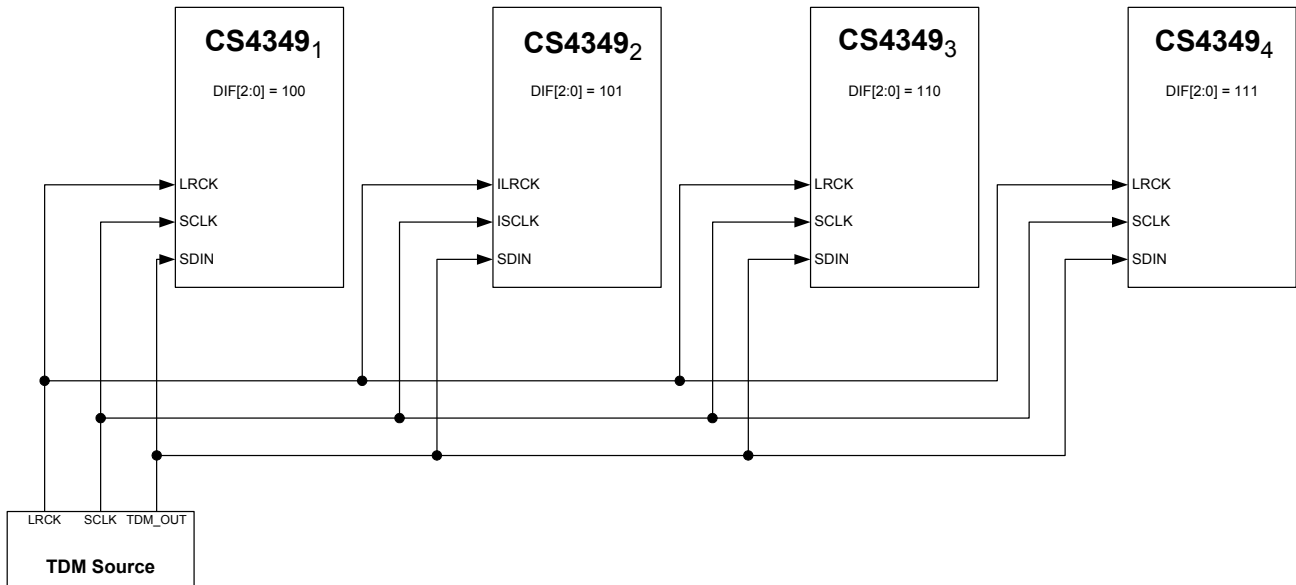 CS4349₁ CS4349₂ CS4349₃ CS4349₄
DIF[2:0] = 100 DIF[2:0] = 101 DIF[2:0] = 110 DIF[2:0] = 111
LRCK ILRCK LRCK LRCK
SCLK ISCLK SCLK SCLK
SDIN SDIN SDIN SDIN
LRCK SCLK TDM_OUT
TDM Source